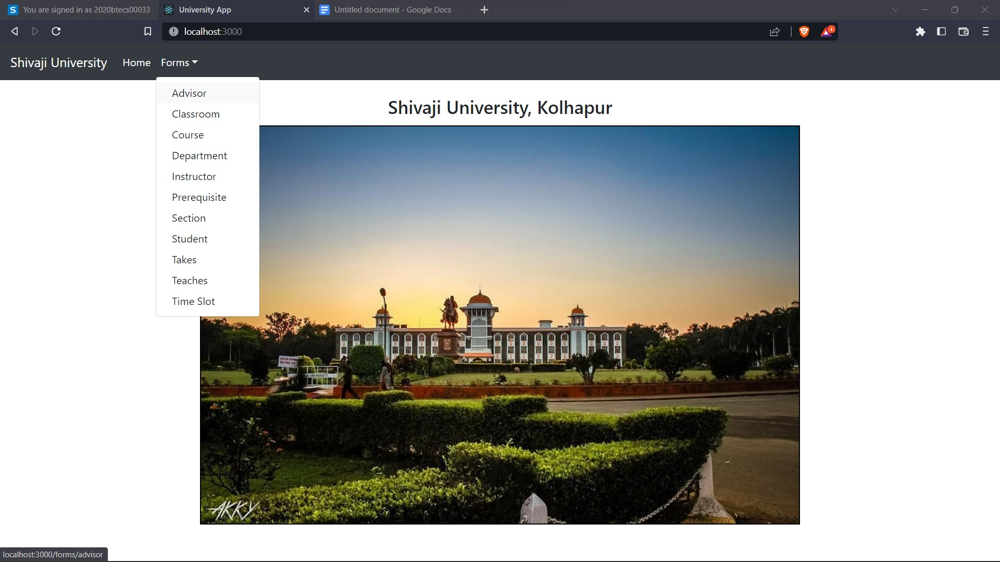 You are signed in as 2020btecs00033
University App
Untitled document - Google Docs
localhost:3000
4
Shivaji University
Home
Forms
Advisor
Classroom
Course
Department
Instructor
Prerequisite
Section
Student
Takes
Teaches
Time Slot
Shivaji University, Kolhapur
UNIVERSITY
AKKY
localhost:3000/forms/advisor